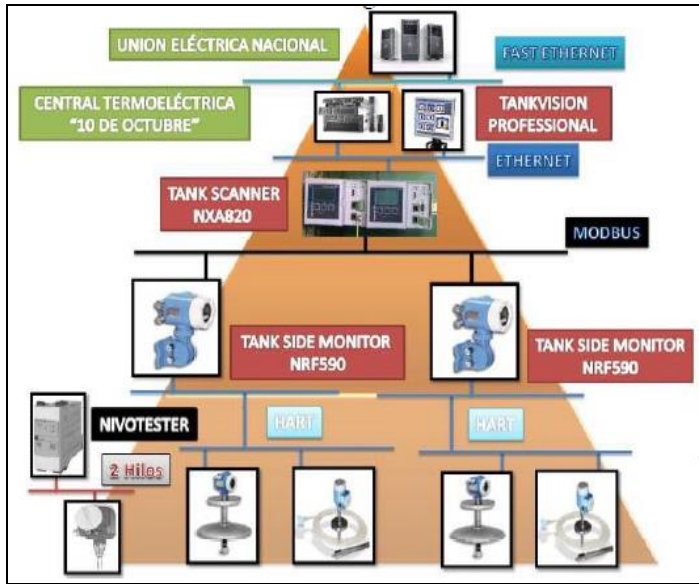 UNION ELÉCTRICA NACIONAL
FAST ETHERNET
CENTRAL TERMOELÉCTRICA
"10 DE OCTUBRE"
TANKVISION
PROFESSIONAL
ETHERNET
TANK SCANNER
NXA820
MODBUS
TANK SIDE MONITOR
NRF590
TANK SIDE MONITOR
NRF590
NIVOTESTER
HART
HART
2 Hilos